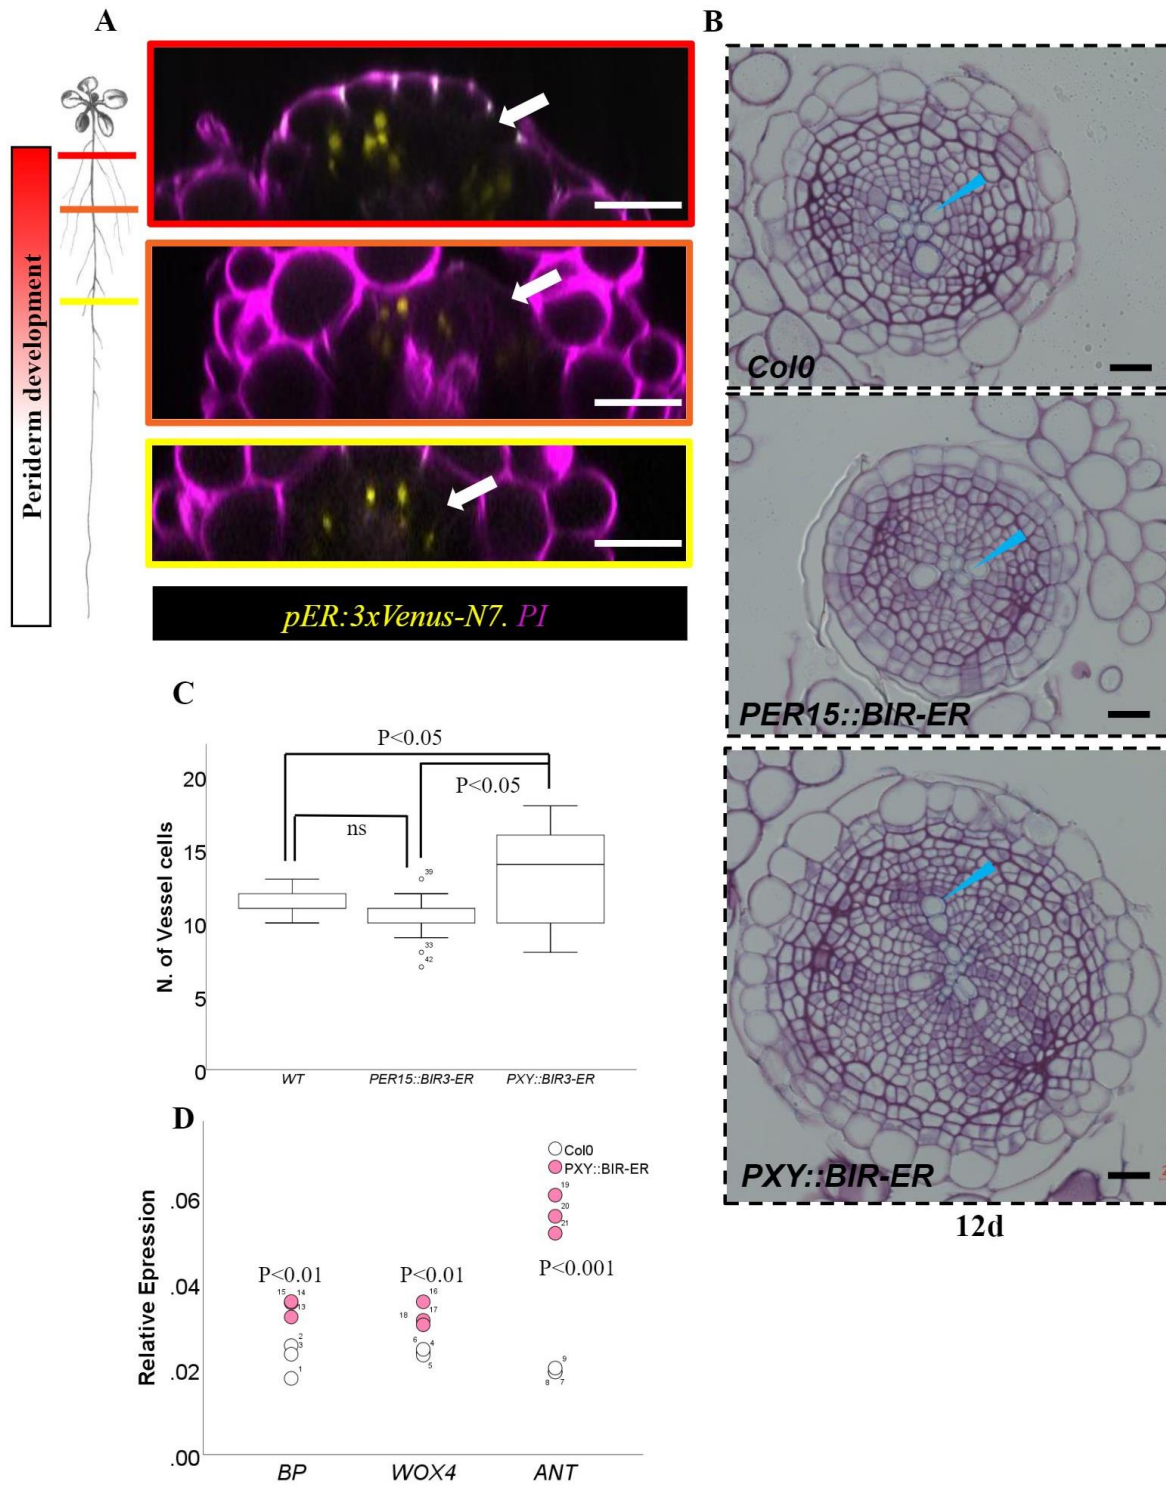 A
B
Periderm development
pER:3xVenus-N7. PI
Col0
PER15::BIR-ER
PXY::BIR-ER
12d
C
P<0.05
P<0.05
ns
N. of Vessel cells
20
15
10
5
0
39
33
42
WT
PER15::BIR3-ER
PXY::BIR3-ER
D
Col0
PXY::BIR-ER
Relative Epression
.06
.04
.02
.00
P<0.01
P<0.01
P<0.001
15
14
13
2
3
1
16
17
18
6
4
5
19
20
21
9
8
7
BP
WOX4
ANT